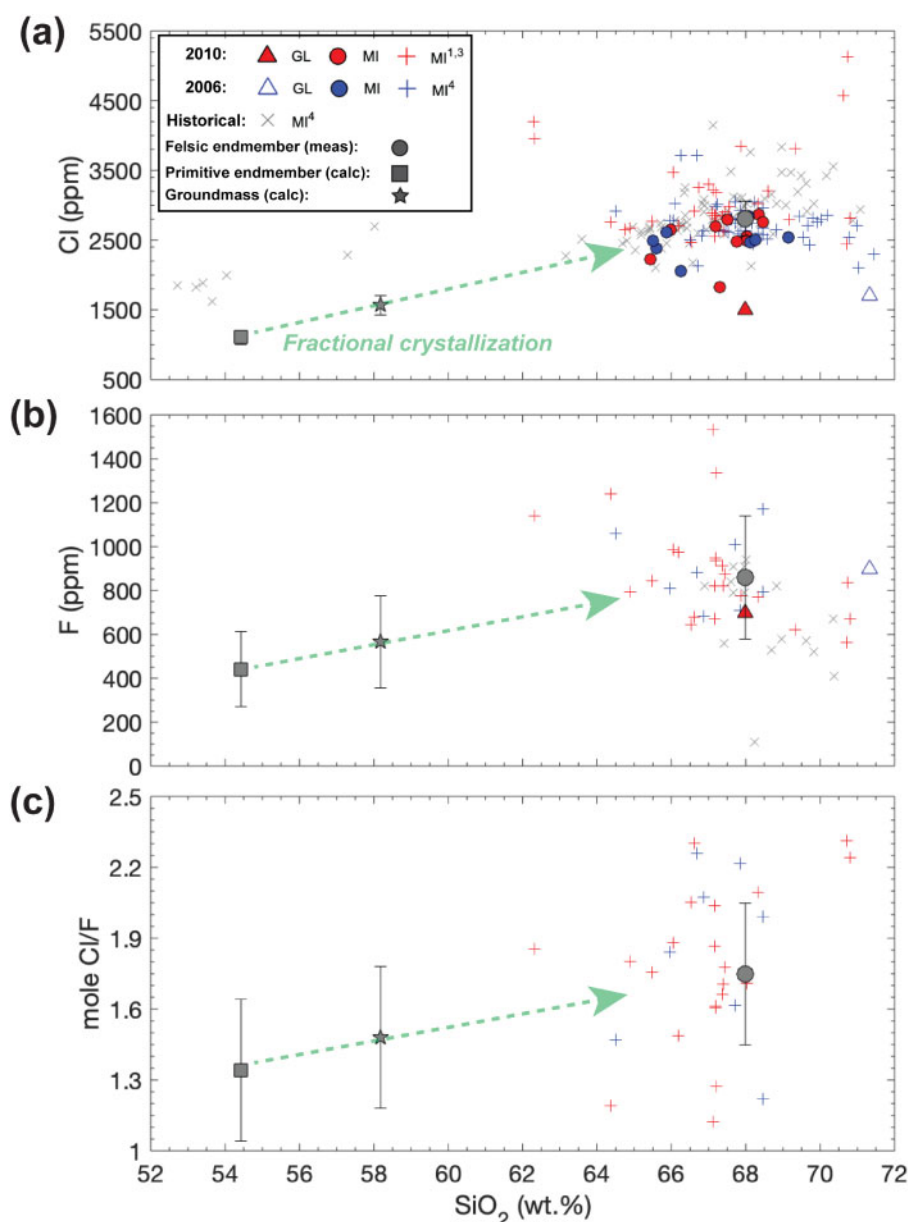 (a)
5500
4500
3500
2500
1500
500
Cl (ppm)
2010: GL MI MI1,3
2006: GL MI MI4
Historical: MI4
Felsic endmember (meas):
Primitive endmember (calc):
Groundmass (calc):
Fractional crystallization
(b)
1600
1400
1200
1000
800
600
400
200
0
F (ppm)
(c)
2.5
2.2
1.9
1.6
1.3
1
mole Cl/F
52 54 56 58 60 62 64 66 68 70 72
SiO2 (wt.%)